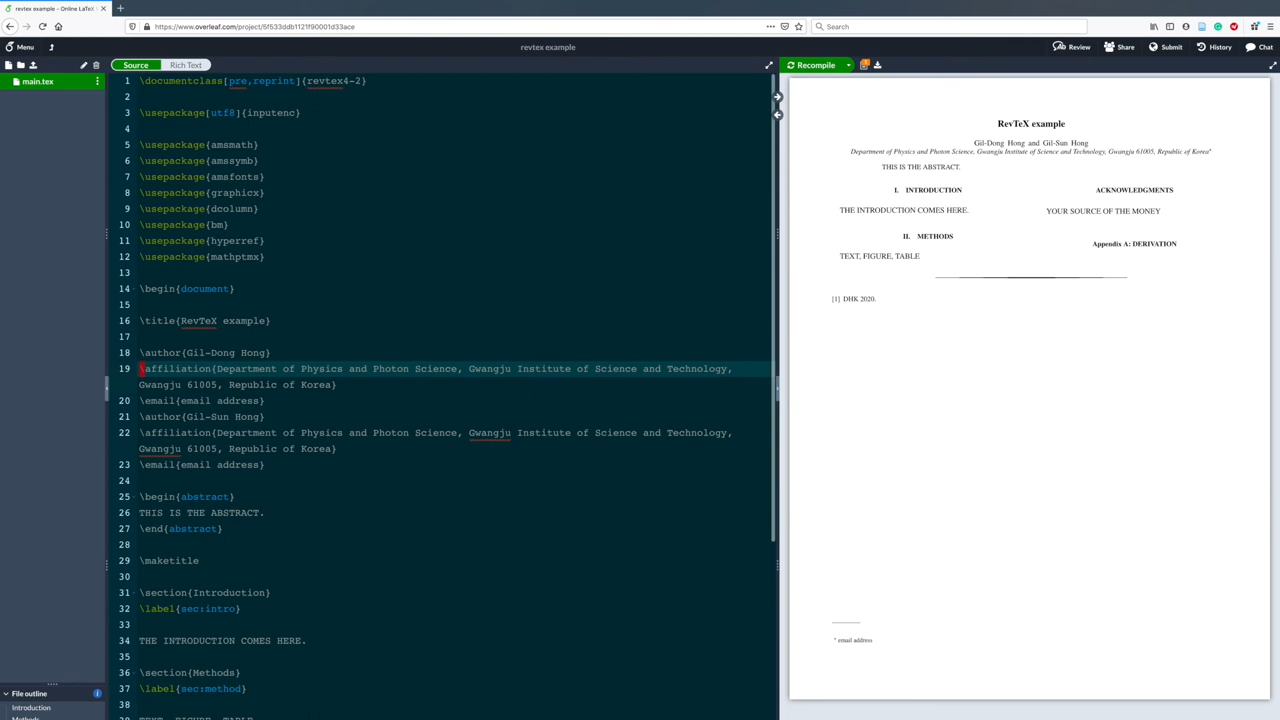 revtex example - Online LaTeX
https://www.overleaf.com/project/5f533ddb1121f90001d33ace
Search
Menu
revtex example
Review
Share
Submit
History
Chat
Source
Rich Text
Recompile
main.tex
1 \documentclass[pre,reprint]{revtex4-2}
2
3 \usepackage[utf8]{inputenc}
4
5 \usepackage{amsmath}
6 \usepackage{amssymb}
7 \usepackage{amsfonts}
8 \usepackage{graphicx}
9 \usepackage{dcolumn}
10 \usepackage{bm}
11 \usepackage{hyperref}
12 \usepackage{mathptmx}
13
14 \begin{document}
15
16 \title{RevTeX example}
17
18 \author{Gil-Dong Hong}
19 \affiliation{Department of Physics and Photon Science, Gwangju Institute of Science and Technology,
Gwangju 61005, Republic of Korea}
20 \email{email address}
21 \author{Gil-Sun Hong}
22 \affiliation{Department of Physics and Photon Science, Gwangju Institute of Science and Technology,
Gwangju 61005, Republic of Korea}
23 \email{email address}
24
25 \begin{abstract}
26 THIS IS THE ABSTRACT.
27 \end{abstract}
28
29 \maketitle
30
31 \section{Introduction}
32 \label{sec:intro}
33
34 THE INTRODUCTION COMES HERE.
35
36 \section{Methods}
37 \label{sec:method}
38
TEXT, FIGURE, TABLE
File outline
Introduction
Methods
RevTeX example
Gil-Dong Hong and Gil-Sun Hong
Department of Physics and Photon Science, Gwangju Institute of Science and Technology, Gwangju 61005, Republic of Korea*
THIS IS THE ABSTRACT.
I. INTRODUCTION
THE INTRODUCTION COMES HERE.
II. METHODS
TEXT, FIGURE, TABLE
ACKNOWLEDGMENTS
YOUR SOURCE OF THE MONEY
Appendix A: DERIVATION
[1] DHK 2020.
* email address